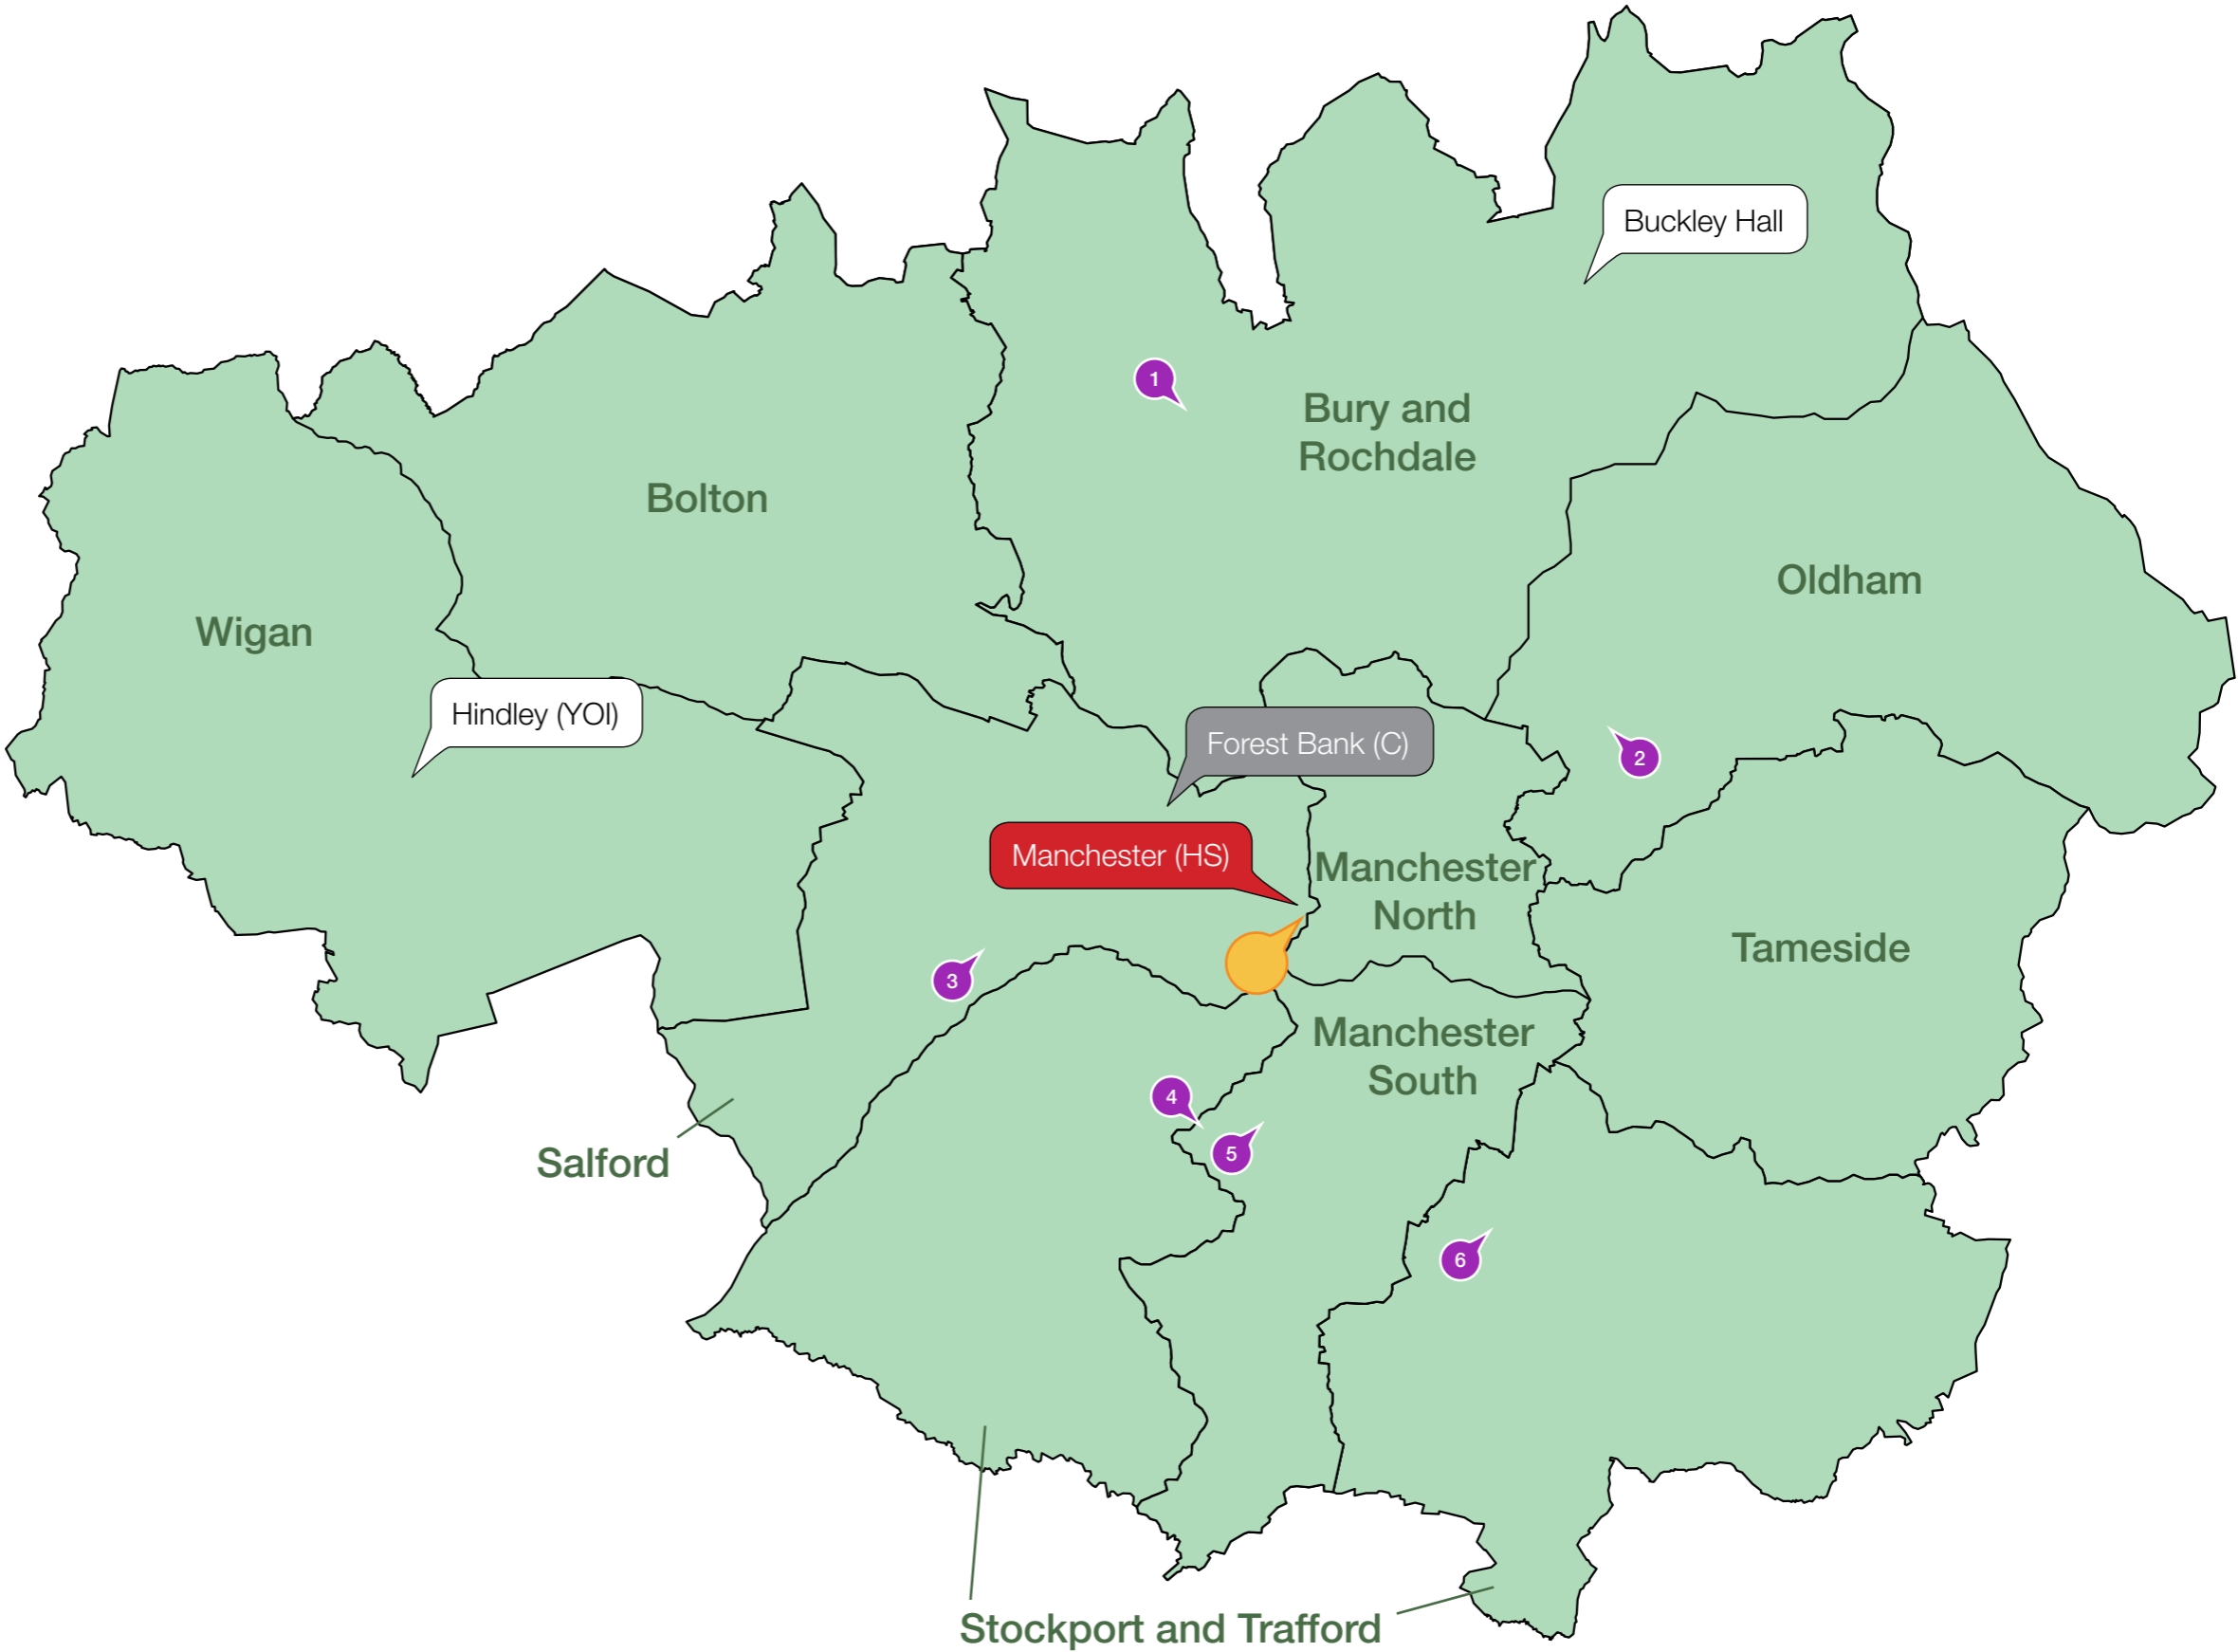 Buckley Hall
1
Bury and
Rochdale
Bolton
Oldham
Wigan
Hindley (YOI)
Forest Bank (C)
2
Manchester (HS)
Manchester
North
Tameside
3
Manchester
South
4
5
Salford
6
Stockport and Trafford